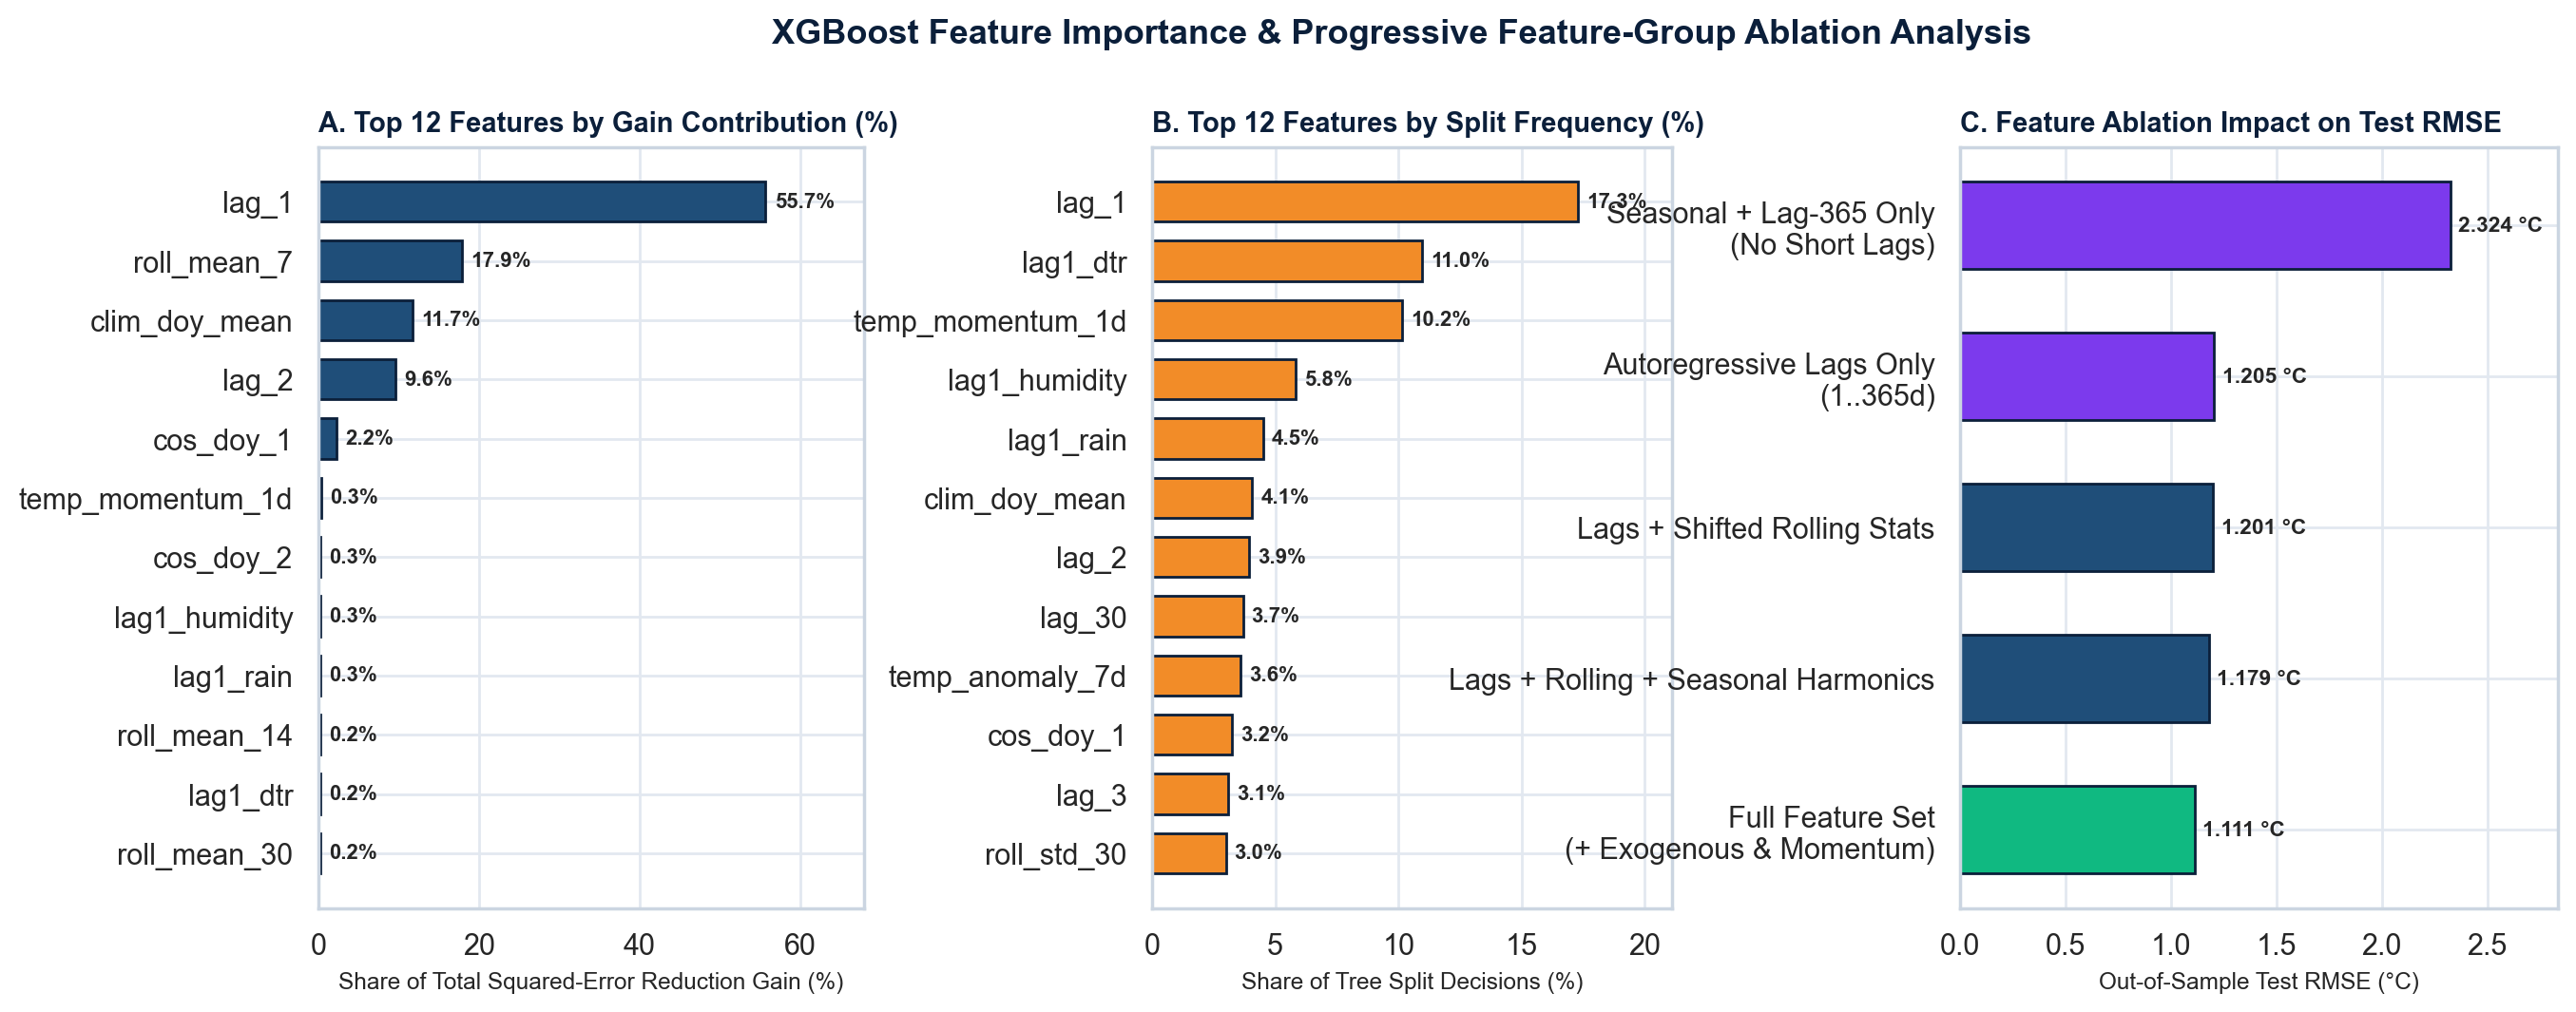 XGBoost Feature Importance & Progressive Feature-Group Ablation Analysis
A. Top 12 Features by Gain Contribution (%)
lag_1
55.7%
roll_mean_7
17.9%
clim_doy_mean
11.7%
lag_2
9.6%
cos_doy_1
2.2%
temp_momentum_1d
0.3%
cos_doy_2
0.3%
lag1_humidity
0.3%
lag1_rain
0.3%
roll_mean_14
0.2%
lag1_dtr
0.2%
roll_mean_30
0.2%
0 20 40 60
Share of Total Squared-Error Reduction Gain (%)
B. Top 12 Features by Split Frequency (%)
lag_1
17.3%
lag1_dtr
11.0%
temp_momentum_1d
10.2%
lag1_humidity
5.8%
lag1_rain
4.5%
clim_doy_mean
4.1%
lag_2
3.9%
lag_30
3.7%
temp_anomaly_7d
3.6%
cos_doy_1
3.2%
lag_3
3.1%
roll_std_30
3.0%
0 5 10 15 20
Share of Tree Split Decisions (%)
C. Feature Ablation Impact on Test RMSE
Seasonal + Lag-365 Only
(No Short Lags)
2.324 °C
Autoregressive Lags Only
(1..365d)
1.205 °C
Lags + Shifted Rolling Stats
1.201 °C
Lags + Rolling + Seasonal Harmonics
1.179 °C
Full Feature Set
(+ Exogenous & Momentum)
1.111 °C
0.0 0.5 1.0 1.5 2.0 2.5
Out-of-Sample Test RMSE (°C)